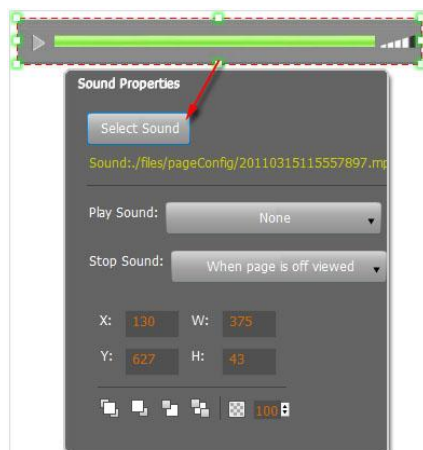 Sound Properties
Select Sound
Sound:./files/pageConfig/20110315115557897.mp
Play Sound: None
Stop Sound: When page is off viewed
X: 130 W: 375
Y: 627 H: 43
100